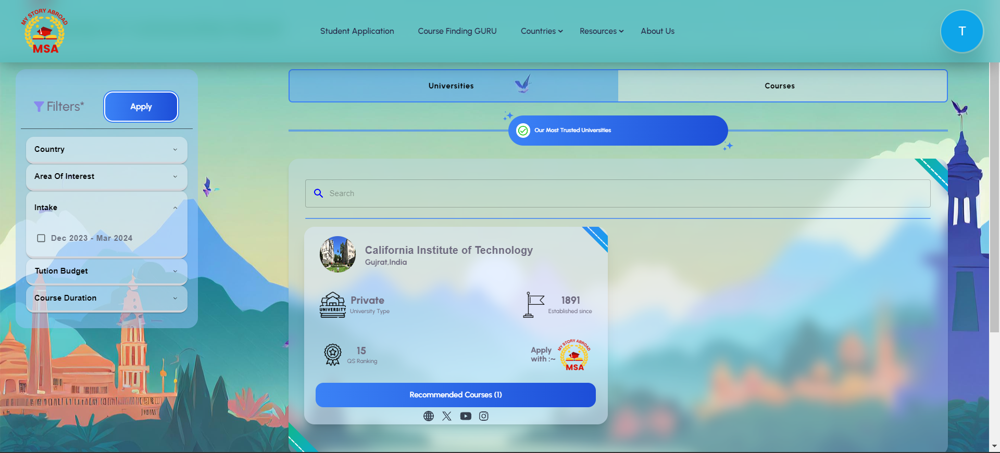 MY STORY ABROAD
MSA
Student Application
Course Finding GURU
Countries
Resources
About Us
T
Filters*
Apply
Country
Area Of Interest
Intake
Dec 2023 - Mar 2024
Tution Budget
Course Duration
Universities
Courses
Our Most Trusted Universities
Search
California Institute of Technology
Gujrat,India
UNIVERSITY
Private
University Type
1891
Established since
15
QS Ranking
Apply
with :~
MY STORY ABROAD
MSA
Recommended Courses (1)